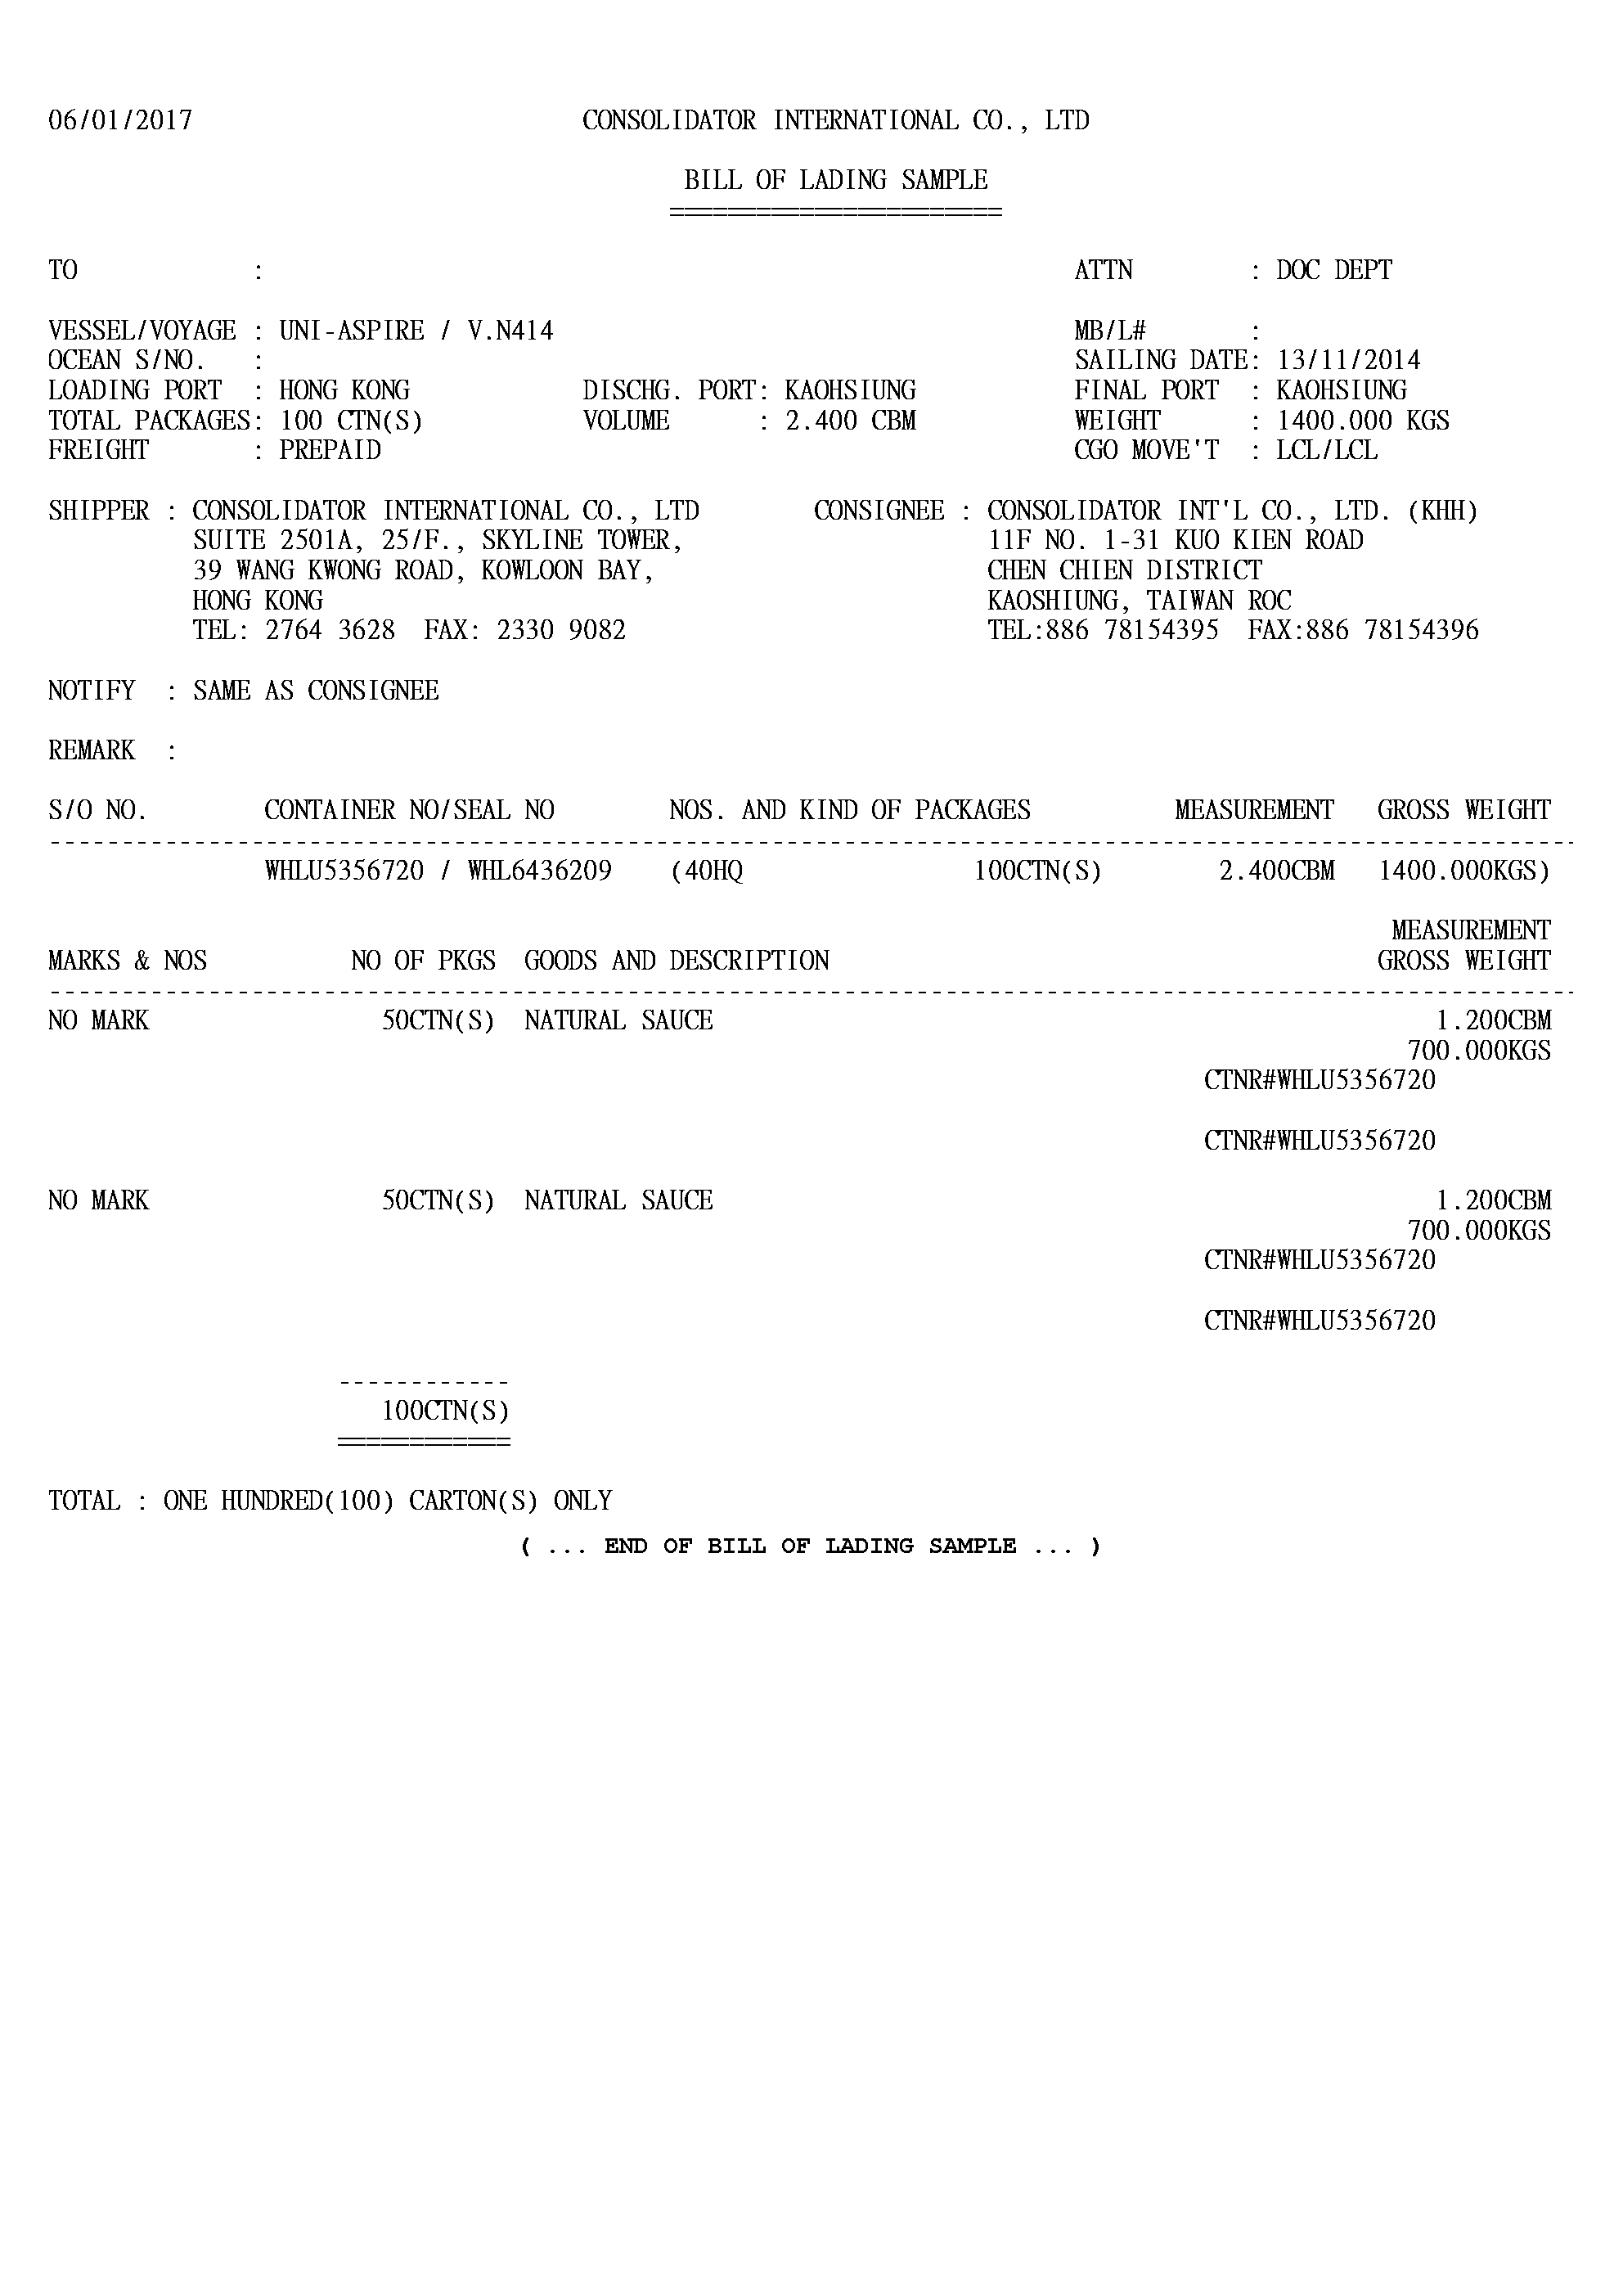 06/01/2017 CONSOLIDATOR INTERNATIONAL CO., LTD
BILL OF LADING SAMPLE
=======================
TO : ATTN : DOC DEPT
VESSEL/VOYAGE : UNI-ASPIRE / V.N414 MB/L# :
OCEAN S/NO. : SAILING DATE: 13/11/2014
LOADING PORT : HONG KONG DISCHG. PORT: KAOHSIUNG FINAL PORT : KAOHSIUNG
TOTAL PACKAGES: 100 CTN(S) VOLUME : 2.400 CBM WEIGHT : 1400.000 KGS
FREIGHT : PREPAID CGO MOVE'T : LCL/LCL
SHIPPER : CONSOLIDATOR INTERNATIONAL CO., LTD CONSIGNEE : CONSOLIDATOR INT'L CO., LTD. (KHH)
SUITE 2501A, 25/F., SKYLINE TOWER, 11F NO. 1-31 KUO KIEN ROAD
39 WANG KWONG ROAD, KOWLOON BAY, CHEN CHIEN DISTRICT
HONG KONG KAOSHIUNG, TAIWAN ROC
TEL: 2764 3628 FAX: 2330 9082 TEL:886 78154395 FAX:886 78154396
NOTIFY : SAME AS CONSIGNEE
REMARK :
S/O NO. CONTAINER NO/SEAL NO NOS. AND KIND OF PACKAGES MEASUREMENT GROSS WEIGHT
WHLU5356720 / WHL6436209 (40HQ 100CTN(S) 2.400CBM 1400.000KGS)
MEASUREMENT
MARKS & NOS NO OF PKGS GOODS AND DESCRIPTION GROSS WEIGHT
NO MARK 50CTN(S) NATURAL SAUCE 1.200CBM
700.000KGS
CTNR#WHLU5356720
CTNR#WHLU5356720
NO MARK 50CTN(S) NATURAL SAUCE 1.200CBM
700.000KGS
CTNR#WHLU5356720
CTNR#WHLU5356720
------------
100CTN(S)
============
TOTAL : ONE HUNDRED(100) CARTON(S) ONLY
( ... END OF BILL OF LADING SAMPLE ... )